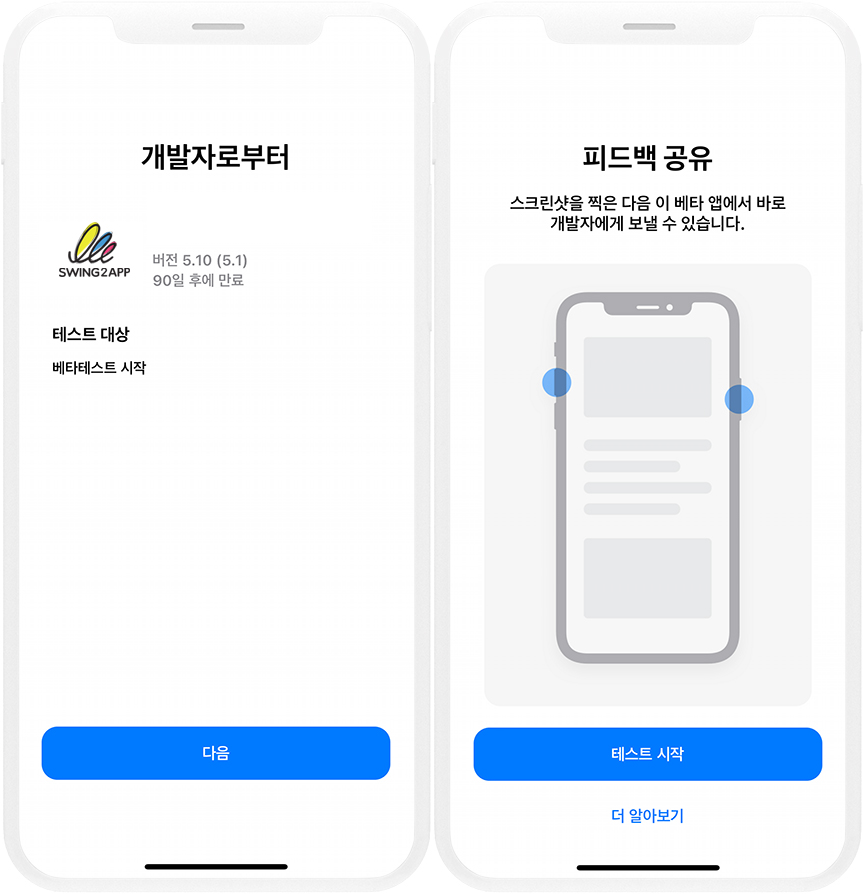 개발자로부터
SWING2APP
버전 5.10 (5.1)
90일 후에 만료
테스트 대상
베타테스트 시작
다음
피드백 공유
스크린샷을 찍은 다음 이 베타 앱에서 바로
개발자에게 보낼 수 있습니다.
테스트 시작
더 알아보기